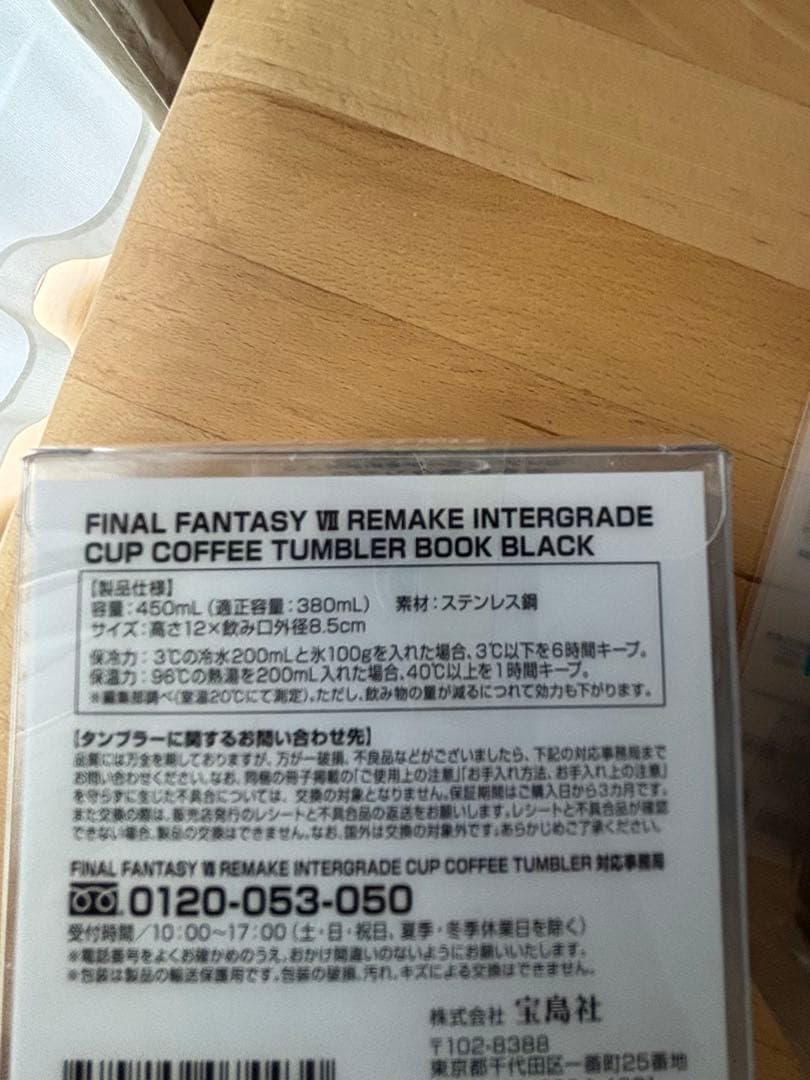 FINAL FANTASY Ⅶ REMAKE INTERGRADE
CUP COFFEE TUMBLER BOOK BLACK
【製品仕様】
容量：450mL（適正容量：380mL） 素材：ステンレス鋼
サイズ：高さ12×飲み口外径8.5cm
保冷力：3℃の冷水200mLと氷100gを入れた場合、3℃以下を6時間キープ。
保温力：96℃の熱湯を200mL入れた場合、40℃以上を1時間キープ。
※編集部調べ（室温20℃にて測定）。ただし、飲み物の量が減るにつれて効力も下がります。
【タンブラーに関するお問い合わせ先】
品質には万全を期しておりますが、万が一破損、不良品などがございましたら、下記の対応事務局まで
お問い合わせください。なお、同梱の冊子掲載の「ご使用上の注意」「お手入れ方法、お手入れ上の注意」
を守らずに生じた不具合については、交換の対象となりません。保証期間はご購入日から3カ月です。
また交換の際は、販売店発行のレシートと不具合品の返送をお願いします。レシートと不具合品が確認
できない場合、製品の交換はできません。なお、国外は交換の対象外です。あらかじめご了承ください。
FINAL FANTASY Ⅶ REMAKE INTERGRADE CUP COFFEE TUMBLER 対応事務局
0120-053-050
受付時間／10：00～17：00（土・日・祝日、夏季・冬季休業日を除く）
※電話番号をよくお確かめのうえ、おかけ間違いのないようにお願いいたします。
※包装は製品の輸送保護用です。包装の破損、汚れ、キズによる交換はできません。
株式会社 宝島社
〒102-8388
東京都千代田区一番町25番地